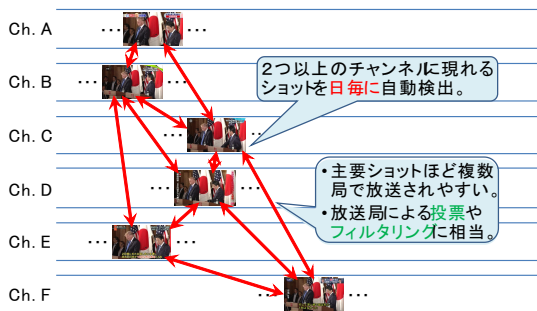 Ch. A
Ch. B
２つ以上のチャンネルに現れる
ショットを日毎に自動検出。
Ch. C
Ch. D
・主要ショットほど複数
局で放送されやすい。
・放送局による投票や
フィルタリングに相当。
Ch. E
Ch. F